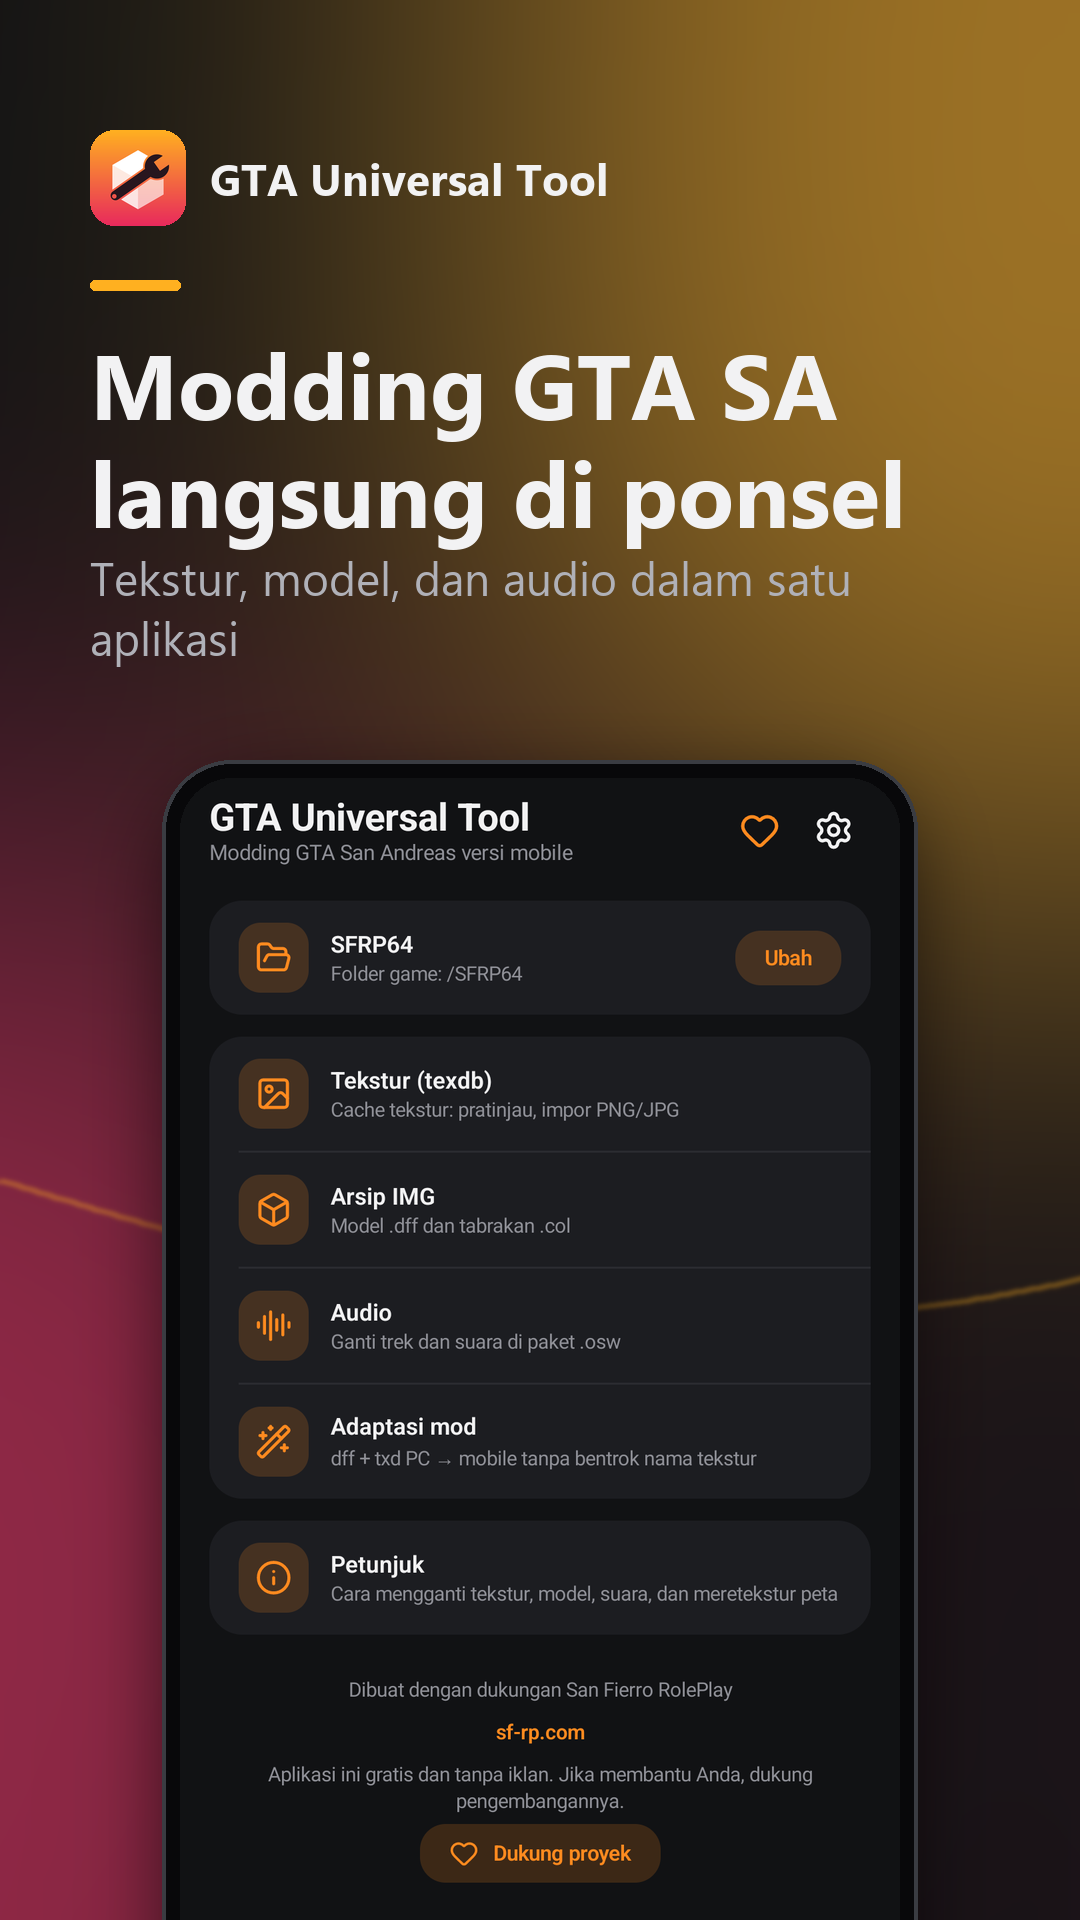 GTA Universal Tool
Modding GTA SA
langsung di ponsel
Tekstur, model, dan audio dalam satu
aplikasi
GTA Universal Tool
Modding GTA San Andreas versi mobile
SFRP64
Folder game: /SFRP64
Ubah
Tekstur (texdb)
Cache tekstur: pratinjau, impor PNG/JPG
Arsip IMG
Model .dff dan tabrakan .col
Audio
Ganti trek dan suara di paket .osw
Adaptasi mod
dff + txd PC → mobile tanpa bentrok nama tekstur
Petunjuk
Cara mengganti tekstur, model, suara, dan meretekstur peta
Dibuat dengan dukungan San Fierro RolePlay
sf-rp.com
Aplikasi ini gratis dan tanpa iklan. Jika membantu Anda, dukung
pengembangannya.
Dukung proyek